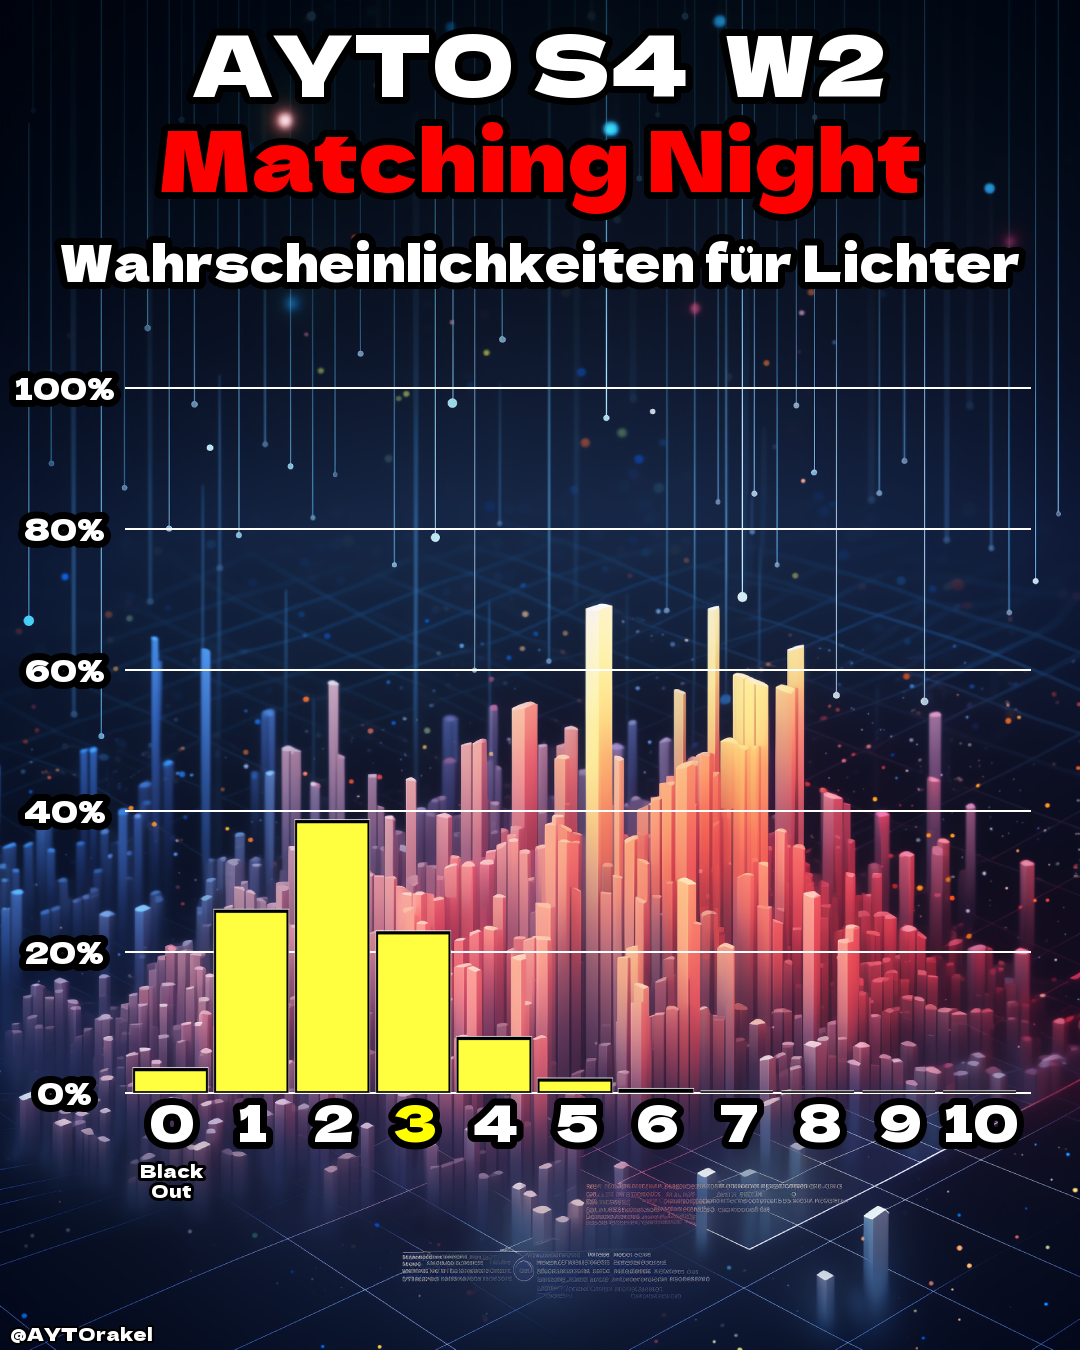 AYTO S4 W2
Matching Night
Wahrscheinlichkeiten für Lichter
100%
80%
60%
40%
20%
0%
0 1 2 3 4 5 6 7 8 9 10
Black
Out
@AYTOrakel